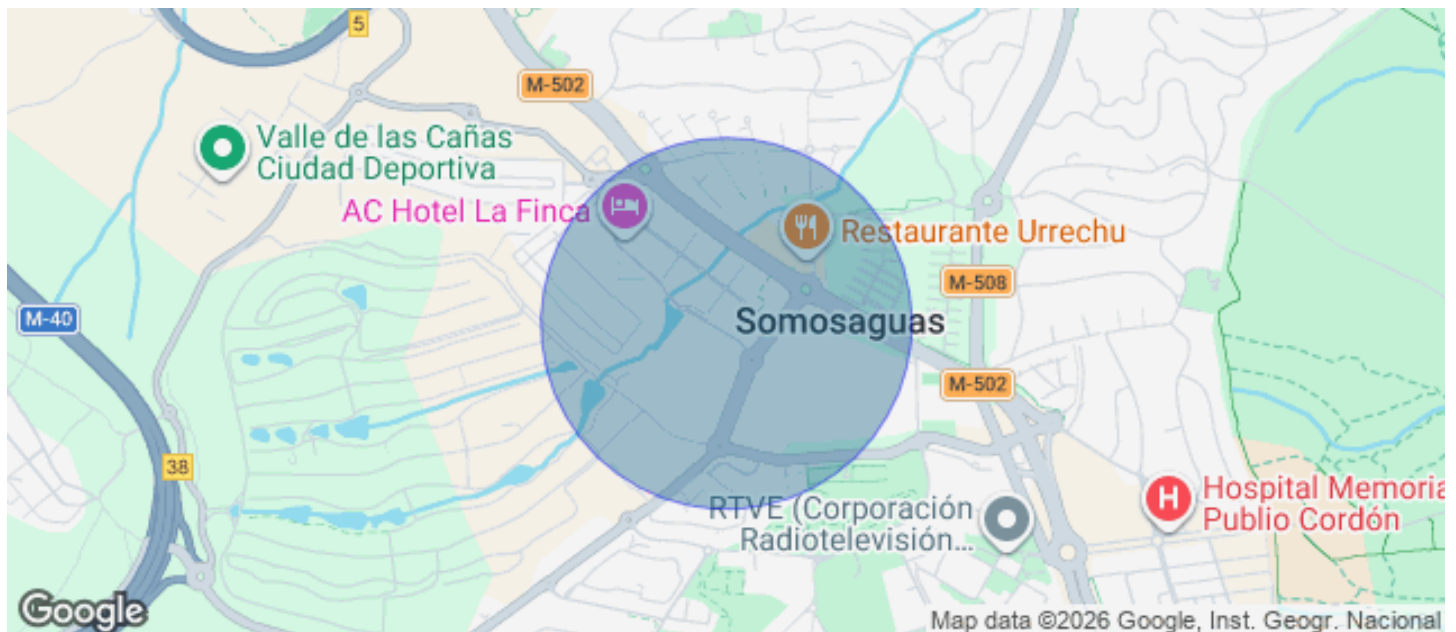 5
M-502
Valle de las Cañas
Ciudad Deportiva
AC Hotel La Finca
Restaurante Urrechu
M-508
M-40
Somosaguas
M-502
38
RTVE (Corporación
Radiotelevisión...
Hospital Memoria
Publio Cordón
Google
Map data ©2026 Google, Inst. Geogr. Nacional